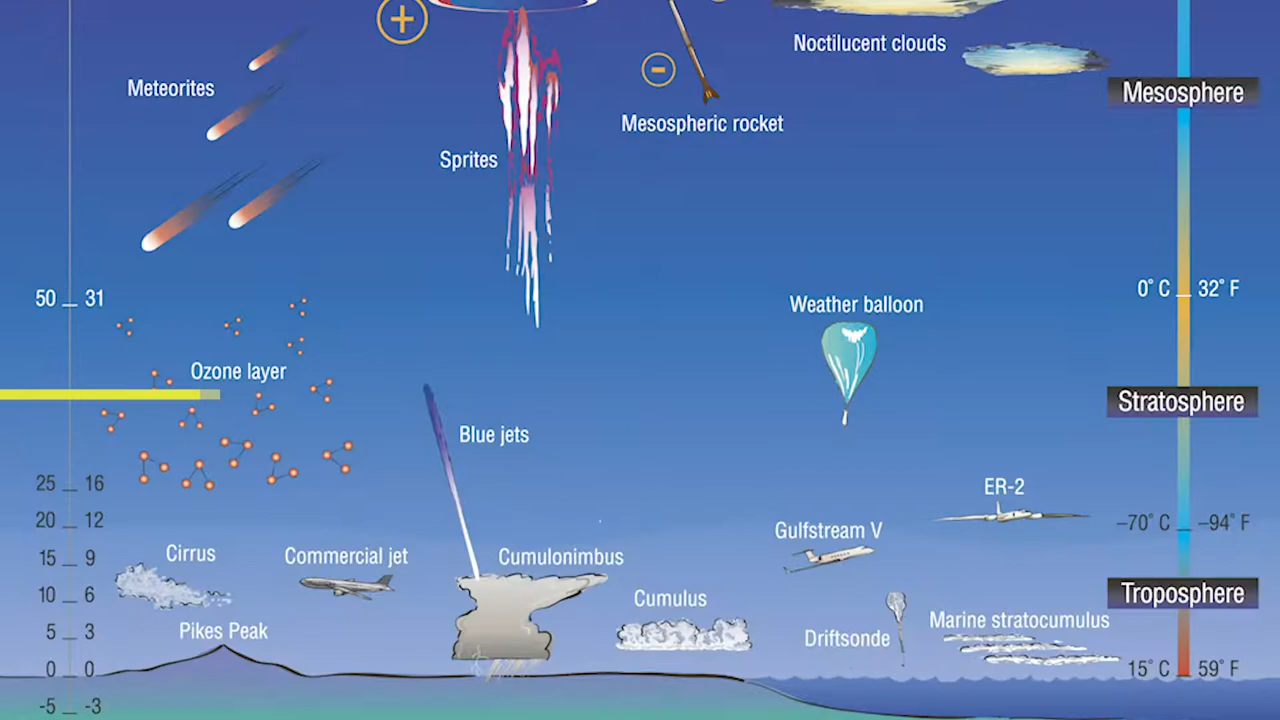 +
Noctilucent clouds
Meteorites
-
Mesosphere
Mesospheric rocket
Sprites
50 31
0° C 32° F
Weather balloon
Ozone layer
Stratosphere
Blue jets
25 16
ER-2
20 12
-70° C -94° F
Gulfstream V
15 9
Cirrus
Commercial jet
Cumulonimbus
10 6
Cumulus
Troposphere
Marine stratocumulus
5 3
Pikes Peak
Driftsonde
0 0
15° C 59° F
-5 -3